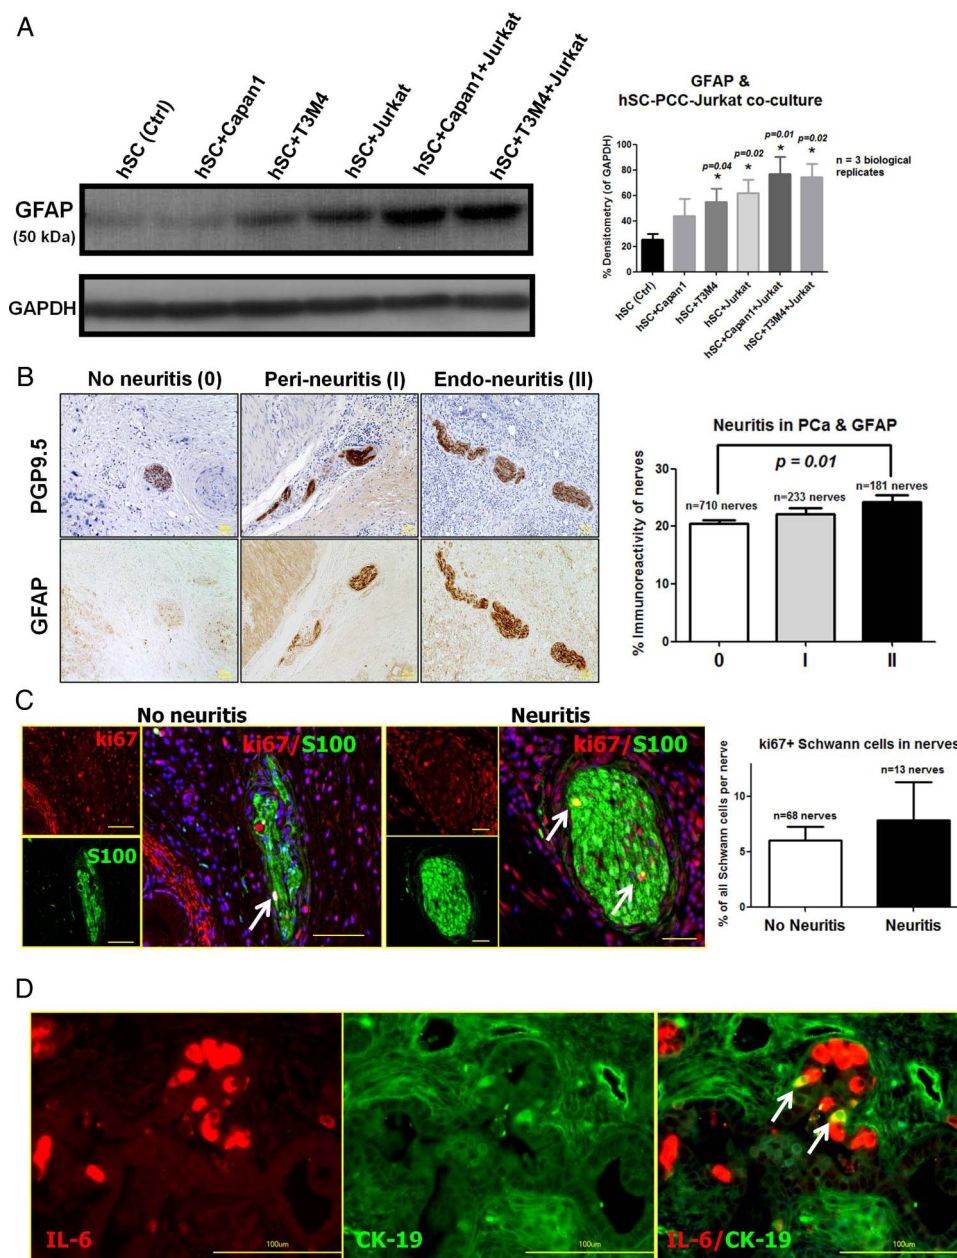 A
hSC (Ctrl)
hSC+Capan1
hSC+T3M4
hSC+Jurkat
hSC+Capan1+Jurkat
hSC+T3M4+Jurkat
GFAP
(50 kDa)
GAPDH
GFAP &
hSC-PCC-Jurkat co-culture
% Densitometry (of GAPDH)
100
80
60
40
20
0
p=0.04
*
p=0.02
*
p=0.01
*
p=0.02
*
n = 3 biological
replicates
hSC (Ctrl)
hSC+Capan1
hSC+T3M4
hSC+Jurkat
hSC+Capan1+Jurkat
hSC+T3M4+Jurkat
B
No neuritis (0)
Peri-neuritis (I)
Endo-neuritis (II)
PGP9.5
GFAP
Neuritis in PCa & GFAP
p = 0.01
% Immunoreactivity of nerves
30
20
10
0
n=710 nerves
n=233 nerves
n=181 nerves
0
I
II
C
No neuritis
Neuritis
ki67
S100
ki67/S100
ki67/S100
ki67+ Schwann cells in nerves
% of all Schwann cells per nerve
10
5
0
n=68 nerves
n=13 nerves
No Neuritis
Neuritis
D
IL-6
100um
CK-19
100um
IL-6/CK-19
100um